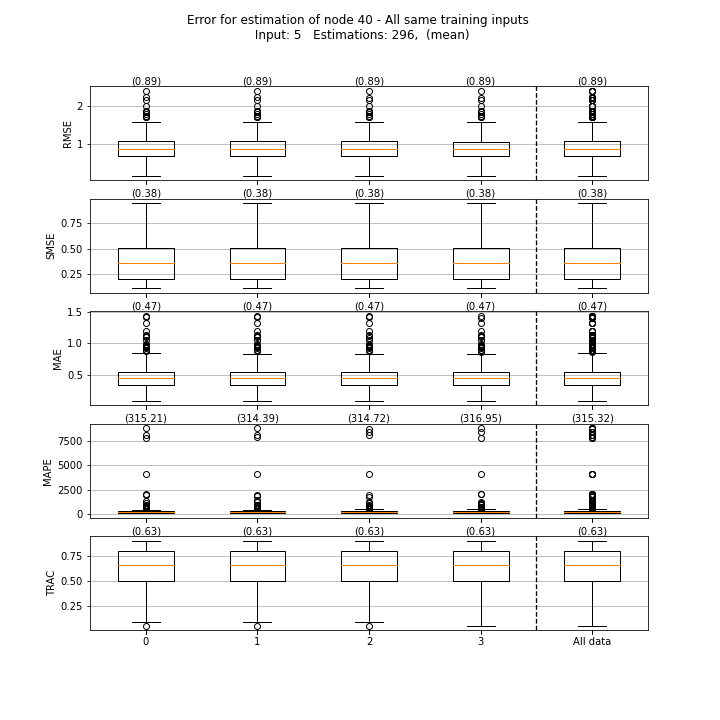 Error for estimation of node 40 - All same training inputs
Input: 5   Estimations: 296,  (mean)
(0.89) (0.89) (0.89) (0.89) (0.89)
2
1
RMSE
(0.38) (0.38) (0.38) (0.38) (0.38)
0.75
0.50
0.25
SMSE
(0.47) (0.47) (0.47) (0.47) (0.47)
1.5
1.0
0.5
MAE
(315.21) (314.39) (314.72) (316.95) (315.32)
7500
5000
2500
0
MAPE
(0.63) (0.63) (0.63) (0.63) (0.63)
0.75
0.50
0.25
TRAC
0 1 2 3 All data